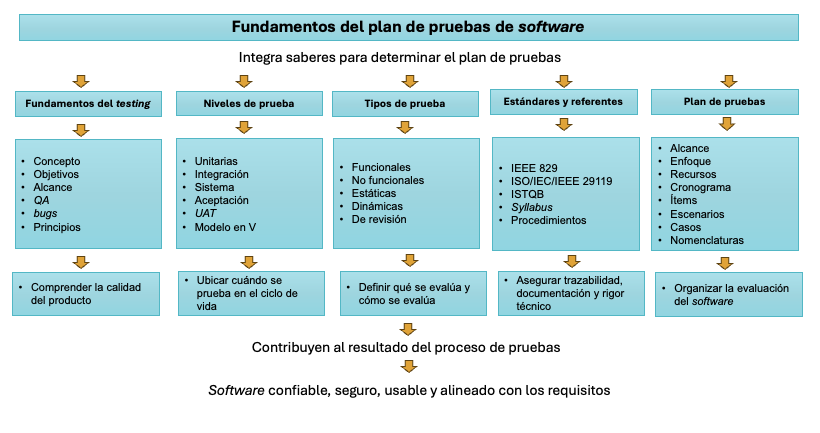 Fundamentos del plan de pruebas de software
Integra saberes para determinar el plan de pruebas
Fundamentos del testing
Niveles de prueba
Tipos de prueba
Estándares y referentes
Plan de pruebas
• Concepto
• Objetivos
• Alcance
• QA
• bugs
• Principios
• Unitarias
• Integración
• Sistema
• Aceptación
• UAT
• Modelo en V
• Funcionales
• No funcionales
• Estáticas
• Dinámicas
• De revisión
• IEEE 829
• ISO/IEC/IEEE 29119
• ISTQB
• Syllabus
• Procedimientos
• Alcance
• Enfoque
• Recursos
• Cronograma
• Ítems
• Escenarios
• Casos
• Nomenclaturas
• Comprender la calidad
del producto
• Ubicar cuándo se
prueba en el ciclo de
vida
• Definir qué se evalúa y
cómo se evalúa
• Asegurar trazabilidad,
documentación y rigor
técnico
• Organizar la evaluación
del software
Contribuyen al resultado del proceso de pruebas
Software confiable, seguro, usable y alineado con los requisitos